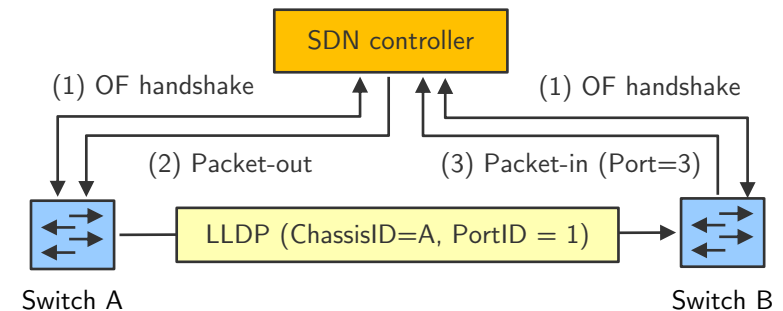 SDN controller
(1) OF handshake
(1) OF handshake
(2) Packet-out
(3) Packet-in (Port=3)
LLDP (ChassisID=A, PortID = 1)
Switch A
Switch B